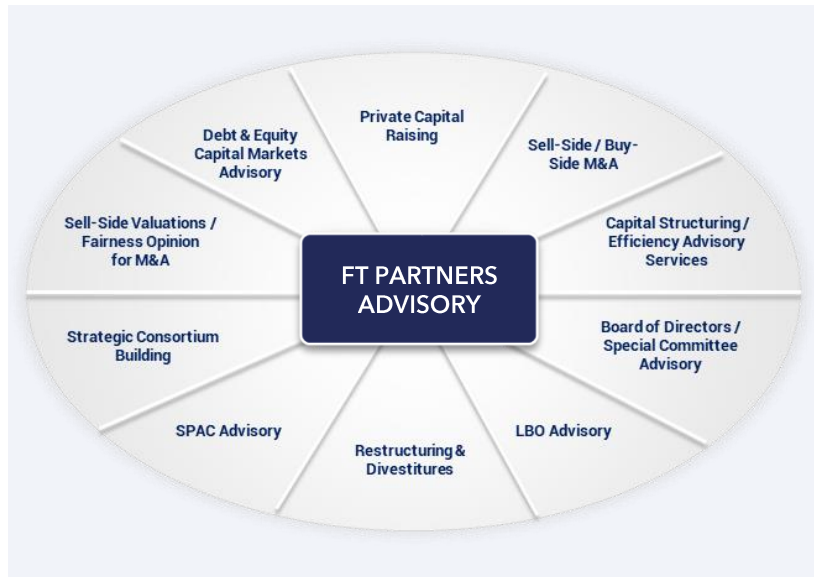 Private Capital
Raising
Sell-Side / Buy-
Side M&A
Capital Structuring /
Efficiency Advisory
Services
Board of Directors /
Special Committee
Advisory
LBO Advisory
Restructuring &
Divestitures
SPAC Advisory
Strategic Consortium
Building
Sell-Side Valuations /
Fairness Opinion
for M&A
Debt & Equity
Capital Markets
Advisory
FT PARTNERS
ADVISORY